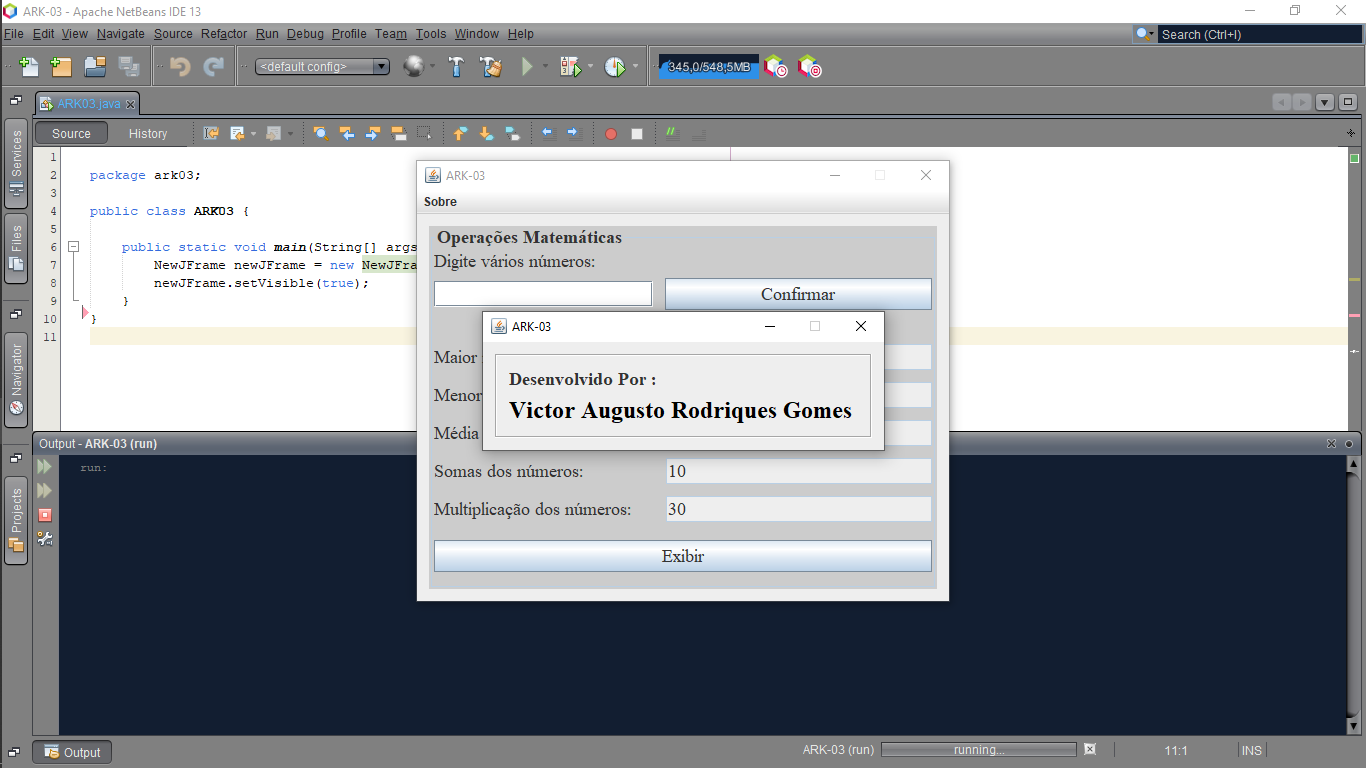 ARK-03 - Apache NetBeans IDE 13
File Edit View Navigate Source Refactor Run Debug Profile Team Tools Window Help
Search (Ctrl+I)
<default config>
345,0/548,5MB
ARK03.java
Source History
Services
Files
Navigator
Projects
1
2 package ark03;
3
4 public class ARK03 {
5
6 public static void main(String[] args
7 NewJFrame newJFrame = new NewJFra
8 newJFrame.setVisible(true);
9 }
10 }
11
ARK-03
Sobre
Operações Matemáticas
Digite vários números:
Confirmar
Maior
Menor
Média
Somas dos números: 10
Multiplicação dos números: 30
Exibir
ARK-03
Desenvolvido Por :
Victor Augusto Rodriques Gomes
Output - ARK-03 (run)
run:
Output
ARK-03 (run) running... 11:1 INS